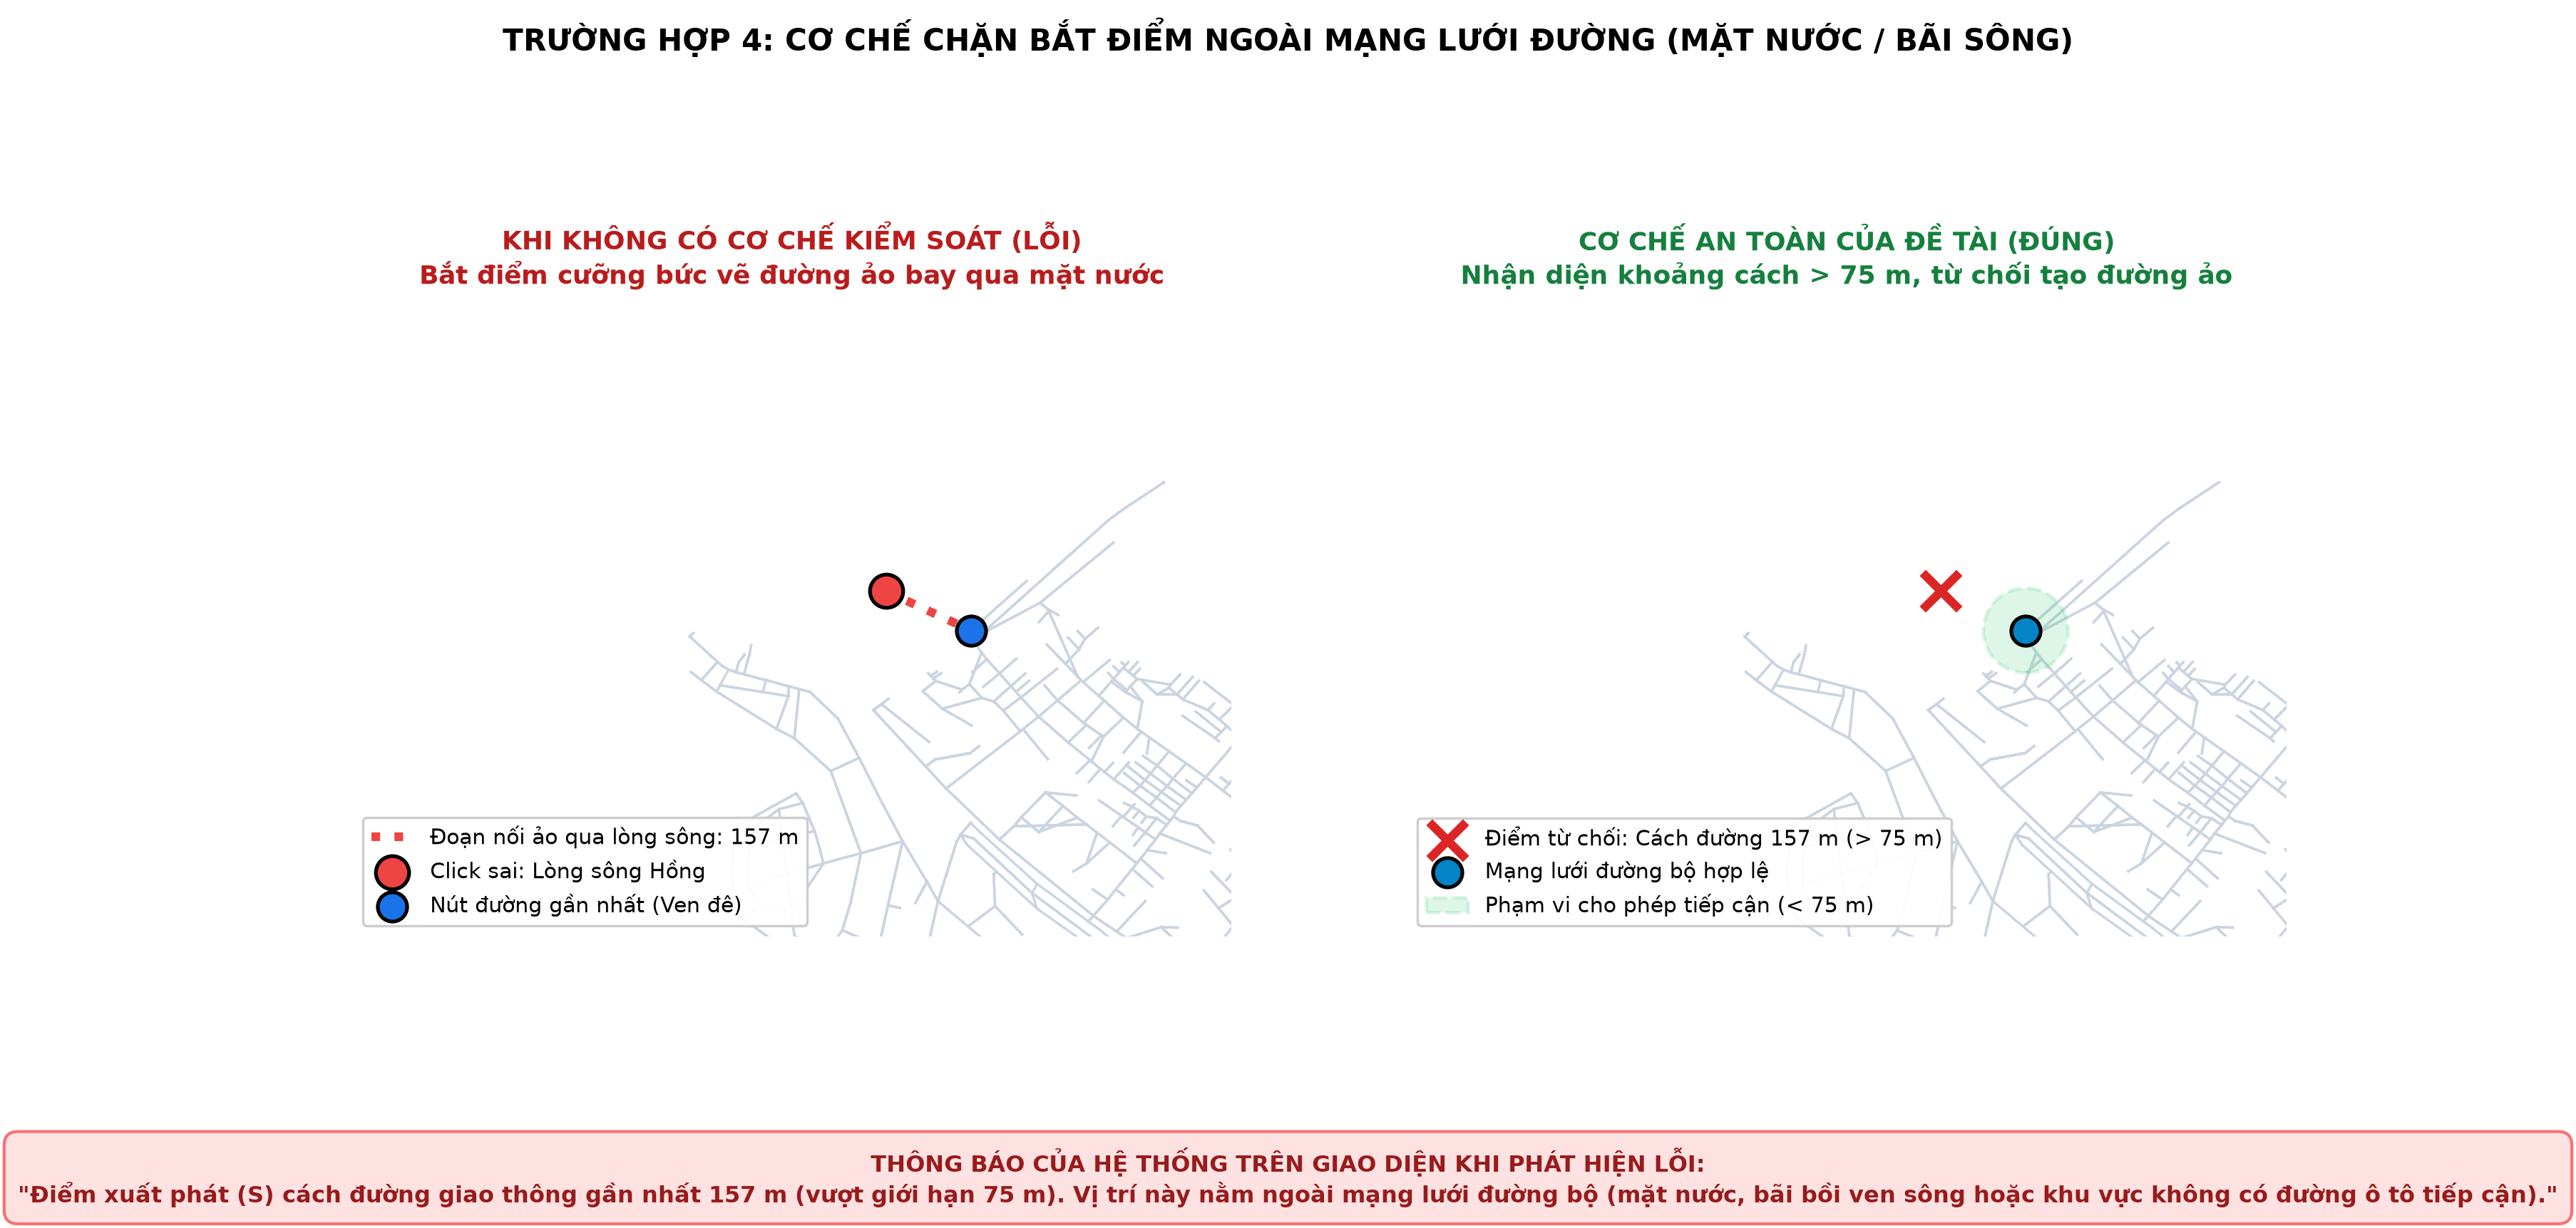 TRƯỜNG HỢP 4: CƠ CHẾ CHẶN BẮT ĐIỂM NGOÀI MẠNG LƯỚI ĐƯỜNG (MẶT NƯỚC / BÃI SÔNG)
KHI KHÔNG CÓ CƠ CHẾ KIỂM SOÁT (LỖI)
Bắt điểm cưỡng bức vẽ đường ảo bay qua mặt nước
Đoạn nối ảo qua lòng sông: 157 m
Click sai: Lòng sông Hồng
Nút đường gần nhất (Ven đê)
CƠ CHẾ AN TOÀN CỦA ĐỀ TÀI (ĐÚNG)
Nhận diện khoảng cách > 75 m, từ chối tạo đường ảo
Điểm từ chối: Cách đường 157 m (> 75 m)
Mạng lưới đường bộ hợp lệ
Phạm vi cho phép tiếp cận (< 75 m)
THÔNG BÁO CỦA HỆ THỐNG TRÊN GIAO DIỆN KHI PHÁT HIỆN LỖI:
"Điểm xuất phát (S) cách đường giao thông gần nhất 157 m (vượt giới hạn 75 m). Vị trí này nằm ngoài mạng lưới đường bộ (mặt nước, bãi bồi ven sông hoặc khu vực không có đường ô tô tiếp cận)."